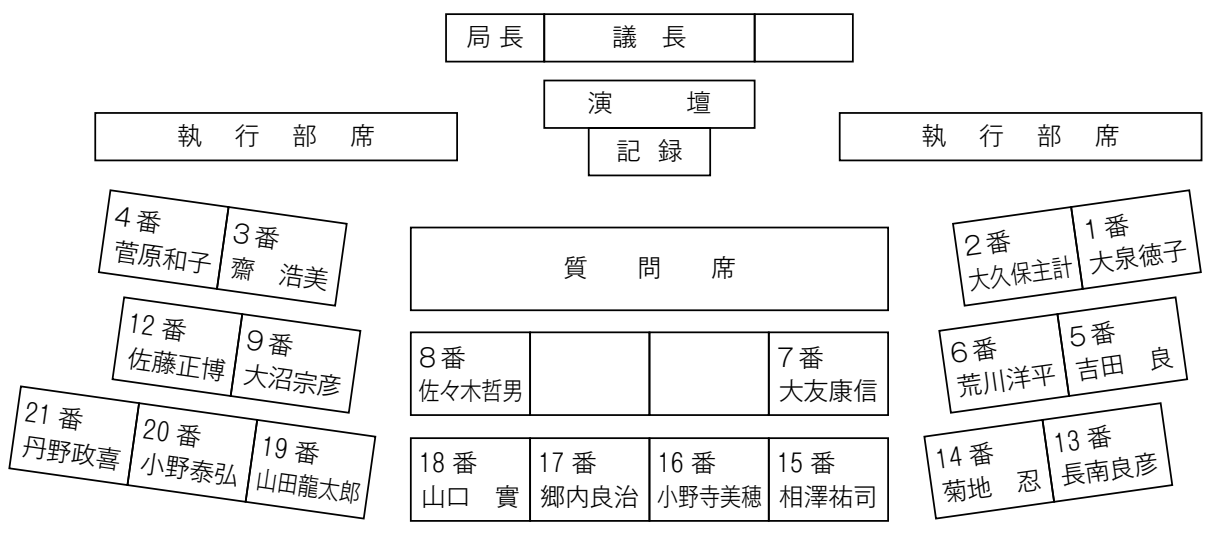 局長
議長
演壇
記録
執行部席
執行部席
4番
菅原和子
3番
齋 浩美
2番
大久保主計
1番
大泉徳子
質問席
12番
佐藤正博
9番
大沼宗彦
8番
佐々木哲男
7番
大友康信
6番
荒川洋平
5番
吉田 良
21番
丹野政喜
20番
小野泰弘
19番
山田龍太郎
18番
山口 實
17番
郷内良治
16番
小野寺美穂
15番
相澤祐司
14番
菊地 忍
13番
長南良彦